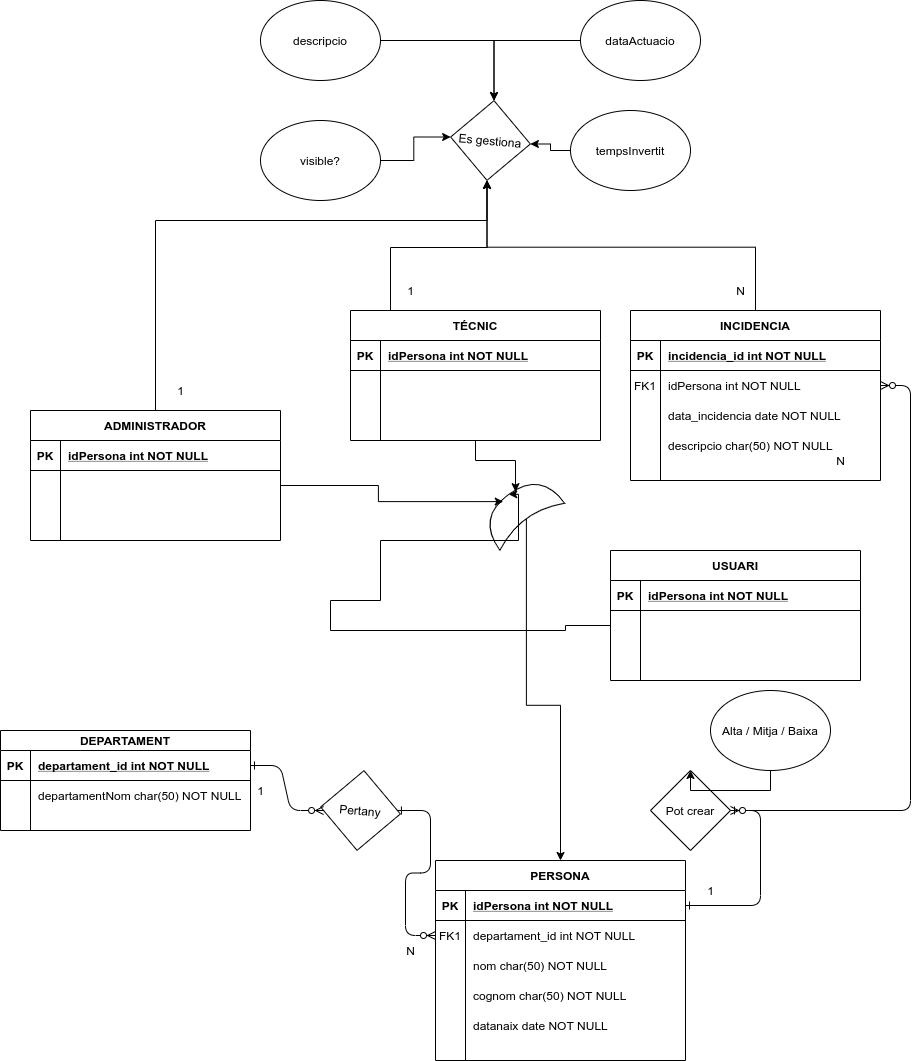 descripcio
dataActuacio
Es gestiona
visible?
tempsInvertit
1
N
TÉCNIC
PK
idPersona int NOT NULL
INCIDENCIA
PK
incidencia_id int NOT NULL
FK1
idPersona int NOT NULL
data_incidencia date NOT NULL
descripcio char(50) NOT NULL
N
1
ADMINISTRADOR
PK
idPersona int NOT NULL
USUARI
PK
idPersona int NOT NULL
DEPARTAMENT
PK
departament_id int NOT NULL
departamentNom char(50) NOT NULL
1
Pertany
Alta / Mitja / Baixa
Pot crear
1
PERSONA
PK
idPersona int NOT NULL
FK1
departament_id int NOT NULL
nom char(50) NOT NULL
cognom char(50) NOT NULL
datanaix date NOT NULL
N